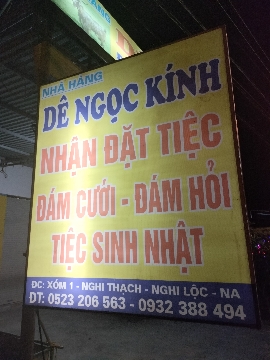 NHÀ HÀNG
DÊ NGỌC KÍNH
NHẬN ĐẶT TIỆC
ĐÁM CƯỚI - ĐÁM HỎI
TIỆC SINH NHẬT
ĐC: XÓM 1 - NGHI THẠCH - NGHI LỘC - NA
ĐT: 0523 206 563 - 0932 388 494